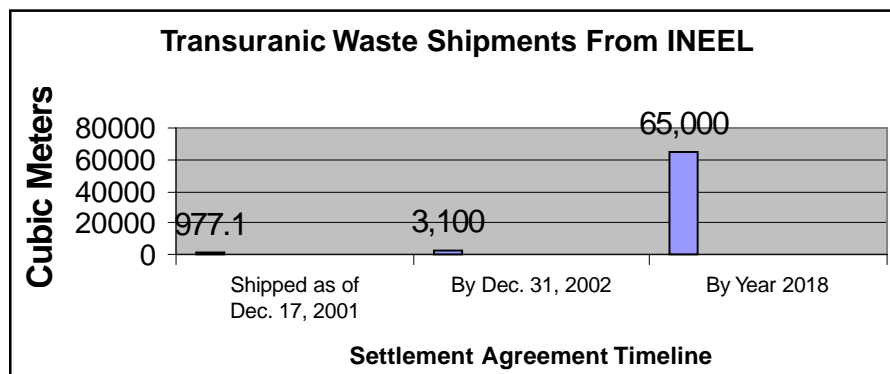 Transuranic Waste Shipments From INEEL
Cubic Meters
80000
60000
40000
20000
0
977.1
3,100
65,000
Shipped as of
Dec. 17, 2001
By Dec. 31, 2002
By Year 2018
Settlement Agreement Timeline